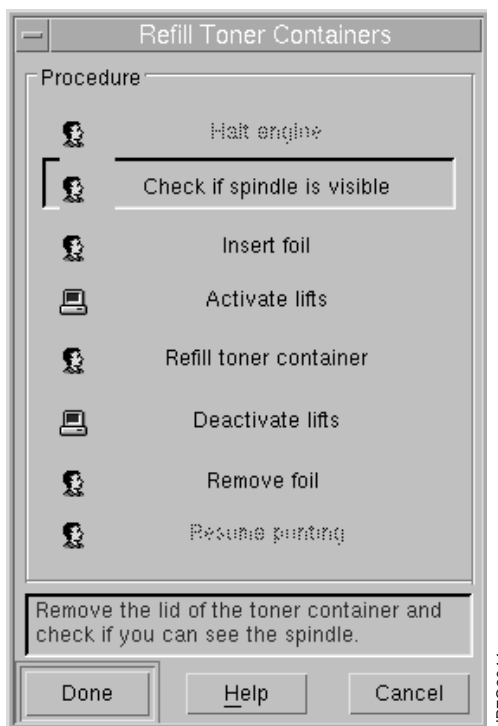 Refill Toner Containers
Procedure
Halt engine
Check if spindle is visible
Insert foil
Activate lifts
Refill toner container
Deactivate lifts
Remove foil
Resume printing
Remove the lid of the toner container and
check if you can see the spindle.
Done
Help
Cancel